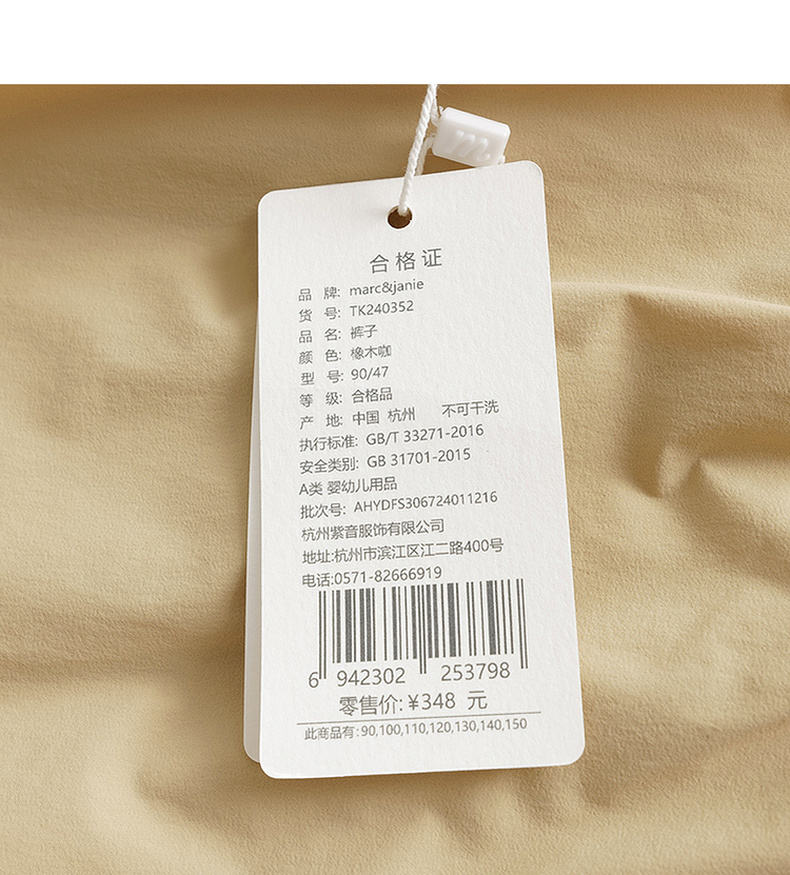 合格证
品 牌: marc&janie
货 号: TK240352
品 名: 裤子
颜 色: 橡木咖
型 号: 90/47
等 级: 合格品
产 地: 中国 杭州 不可干洗
执行标准: GB/T 33271-2016
安全类别: GB 31701-2015
A类 婴幼儿用品
批次号: AHYDFS306724011216
杭州紫音服饰有限公司
地址:杭州市滨江区江二路400号
电话:0571-82666919
6 942302 253798
零售价:¥348 元
此商品有:90,100,110,120,130,140,150
m.